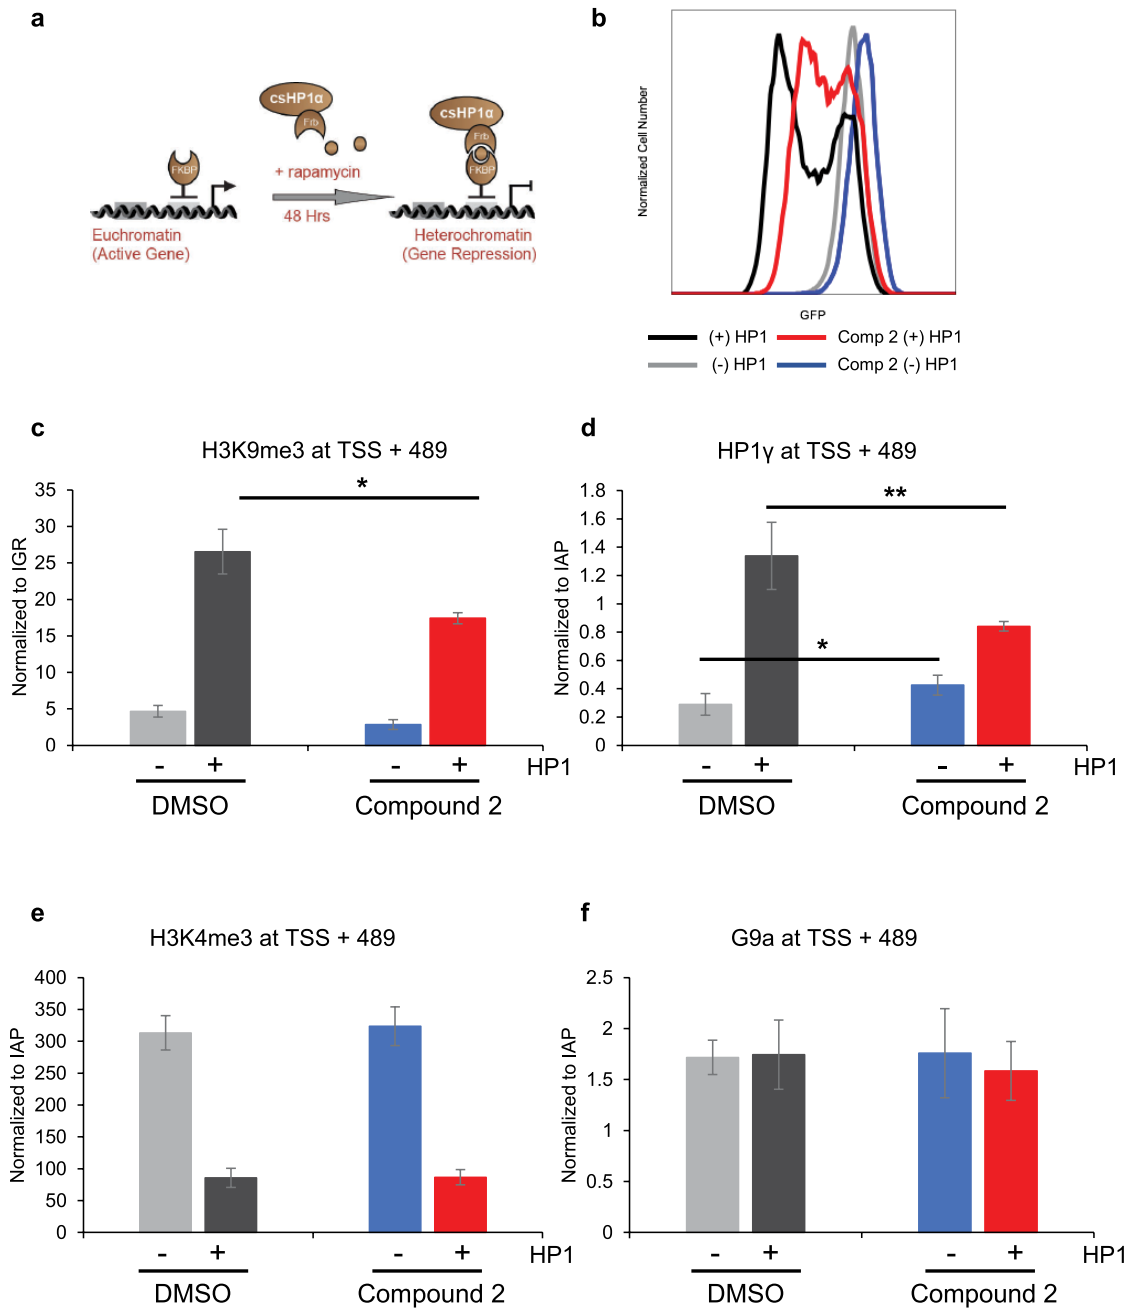 a
csHP1α
Frb
FKBP
+ rapamycin
48 Hrs
Euchromatin
(Active Gene)
csHP1α
Frb
FKBP
Heterochromatin
(Gene Repression)
b
Normalized Cell Number
GFP
(+) HP1
Comp 2 (+) HP1
(-) HP1
Comp 2 (-) HP1
c
H3K9me3 at TSS + 489
35
30
25
20
15
10
5
0
Normalized to IGR
*
- + - + HP1
DMSO Compound 2
d
HP1γ at TSS + 489
1.8
1.6
1.4
1.2
1
0.8
0.6
0.4
0.2
0
Normalized to IAP
**
*
- + - + HP1
DMSO Compound 2
e
H3K4me3 at TSS + 489
400
350
300
250
200
150
100
50
0
Normalized to IAP
- + - + HP1
DMSO Compound 2
f
G9a at TSS + 489
2.5
2
1.5
1
0.5
0
Normalized to IAP
- + - + HP1
DMSO Compound 2